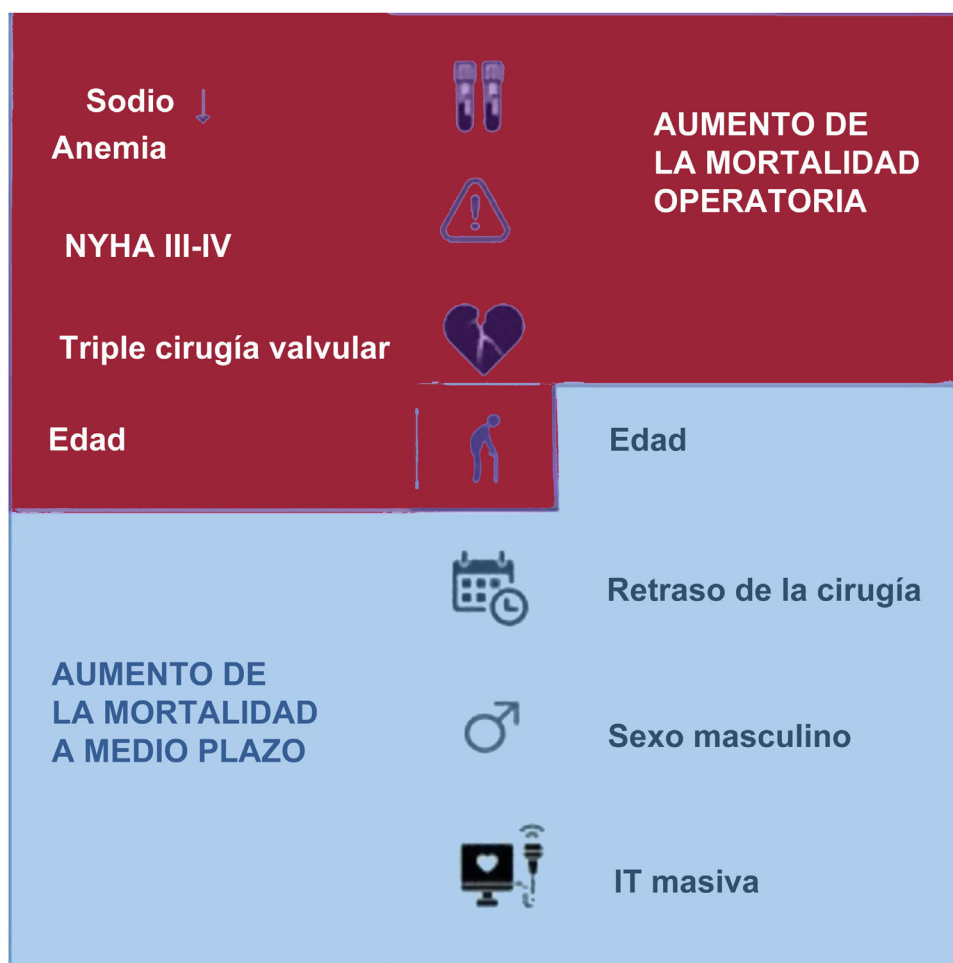 Sodio ↓
Anemia
NYHA III-IV
Triple cirugía valvular
Edad
AUMENTO DE
LA MORTALIDAD
OPERATORIA
Edad
Retraso de la cirugía
Sexo masculino
IT masiva
AUMENTO DE
LA MORTALIDAD
A MEDIO PLAZO